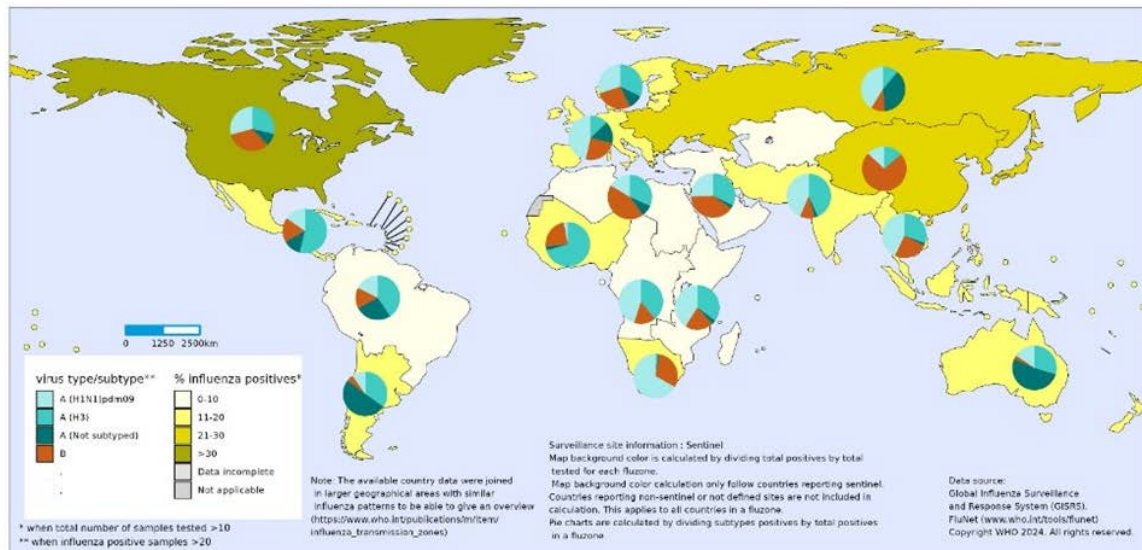 0 1250 2500km
virus type/subtype**
A (H1N1)pdm09
A (H3)
A (Not subtyped)
B
.
.
% influenza positives*
0-10
11-20
21-30
>30
Data incomplete
Not applicable
* when total number of samples tested >10
** when influenza positive samples >20
Note: The available country data were joined
in larger geographical areas with similar
influenza patterns to be able to give an overview
(https://www.who.int/publications/m/item/
influenza_transmission_zones)
Surveillance site information : Sentinel
Map background color is calculated by dividing total positives by total
tested for each fluzone.
Map background color calculation only follow countries reporting sentinel.
Countries reporting non-sentinel or not defined sites are not included in
calculation. This applies to all countries in a fluzone.
Pie charts are calculated by dividing subtypes positives by total positives
in a fluzone.
Data source:
Global Influenza Surveillance
and Response System (GISRS),
FluNet (www.who.int/tools/flunet)
Copyright WHO 2024. All rights reserved.